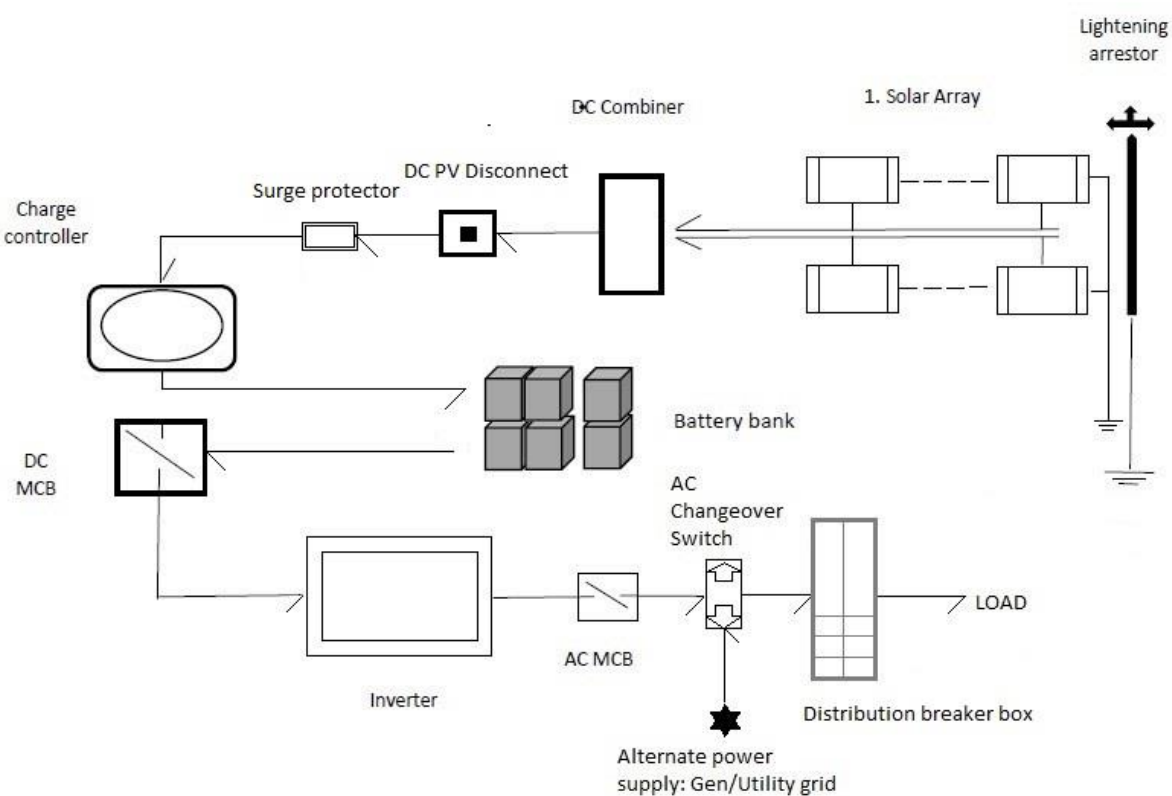 Lightening
arrestor
1. Solar Array
DC Combiner
DC PV Disconnect
Surge protector
Charge
controller
Battery bank
DC
MCB
AC
Changeover
Switch
LOAD
AC MCB
Inverter
Distribution breaker box
Alternate power
supply: Gen/Utility grid